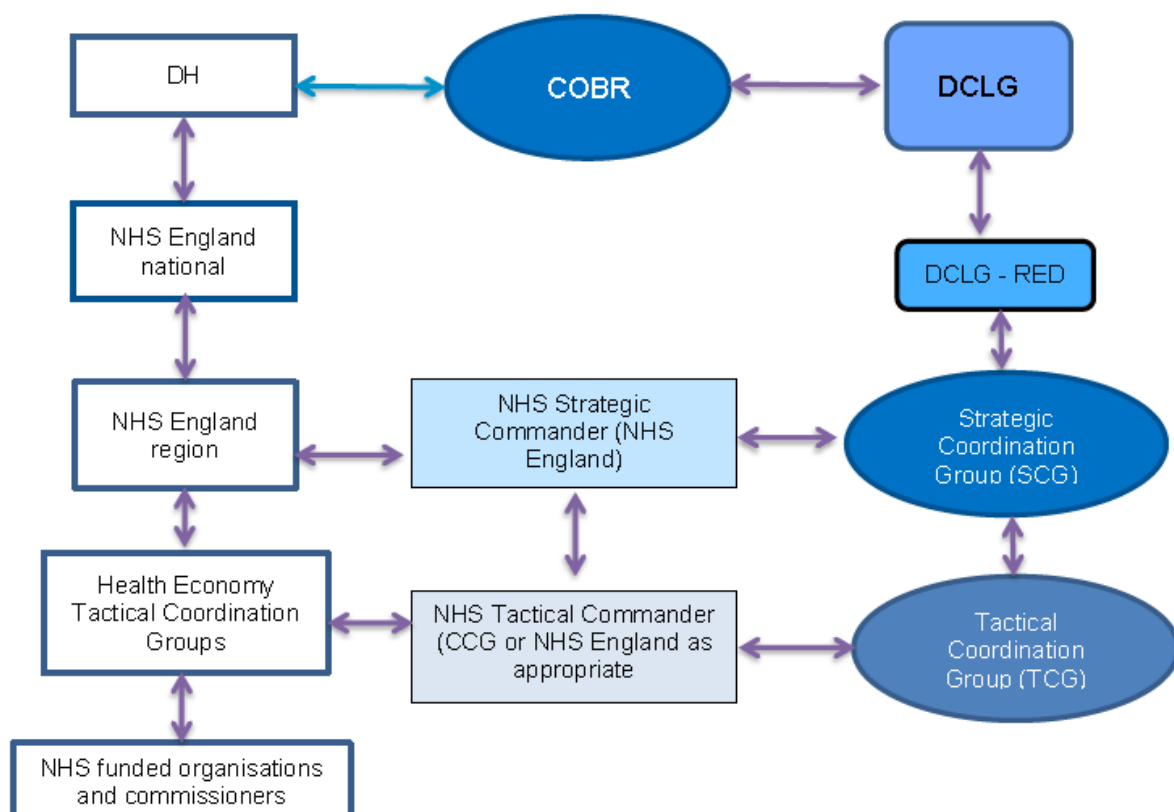 DH
COBR
DCLG
NHS England
national
DCLG - RED
NHS England
region
NHS Strategic
Commander (NHS
England)
Strategic
Coordination
Group (SCG)
Health Economy
Tactical Coordination
Groups
NHS Tactical Commander
(CCG or NHS England as
appropriate
Tactical
Coordination
Group (TCG)
NHS funded organisations
and commissioners